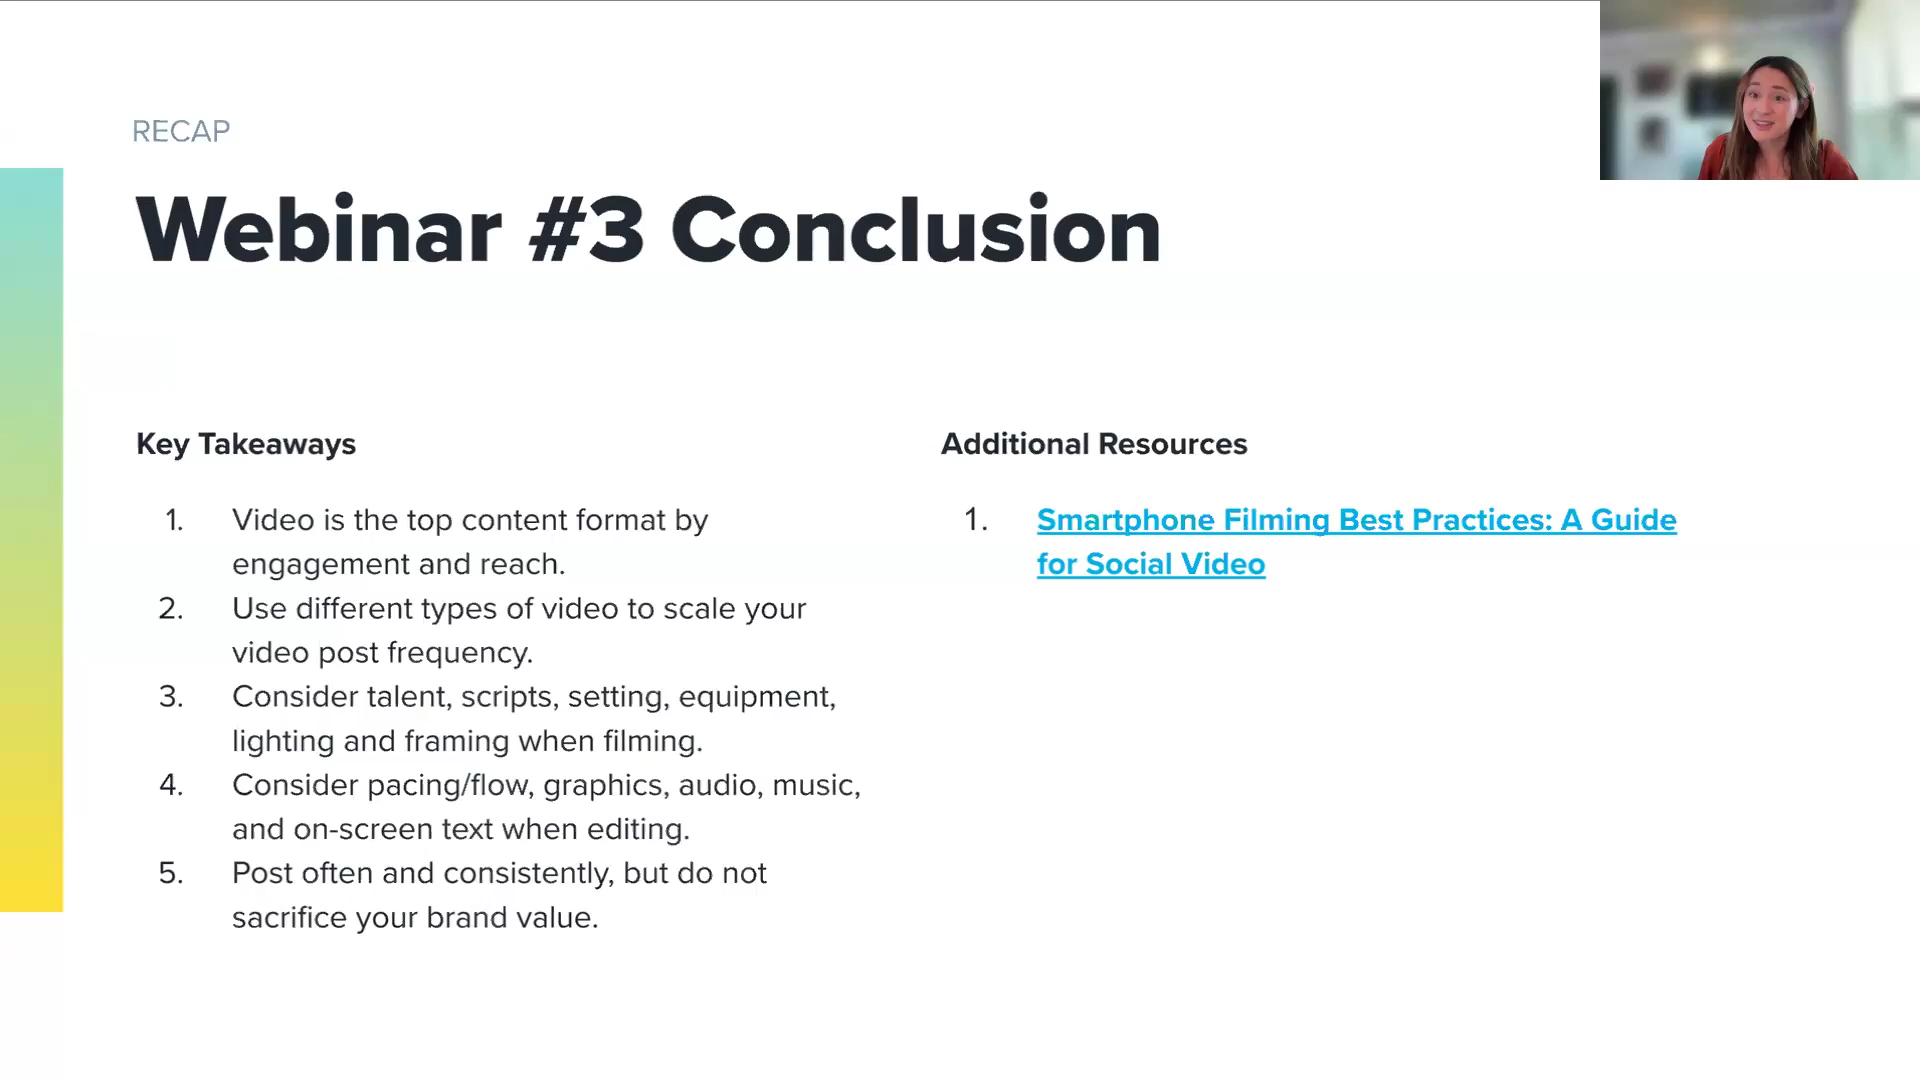 RECAP
Webinar #3 Conclusion
Key Takeaways
1. Video is the top content format by
engagement and reach.
2. Use different types of video to scale your
video post frequency.
3. Consider talent, scripts, setting, equipment,
lighting and framing when filming.
4. Consider pacing/flow, graphics, audio, music,
and on-screen text when editing.
5. Post often and consistently, but do not
sacrifice your brand value.
Additional Resources
1. Smartphone Filming Best Practices: A Guide
for Social Video